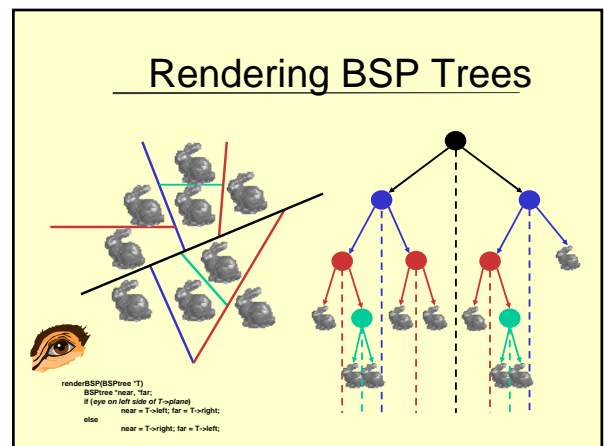 Rendering BSP Trees
renderBSP(BSPtree *T)
BSPtree *near, *far;
if (eye on left side of T->plane)
near = T->left; far = T->right;
else
near = T->right; far = T->left;